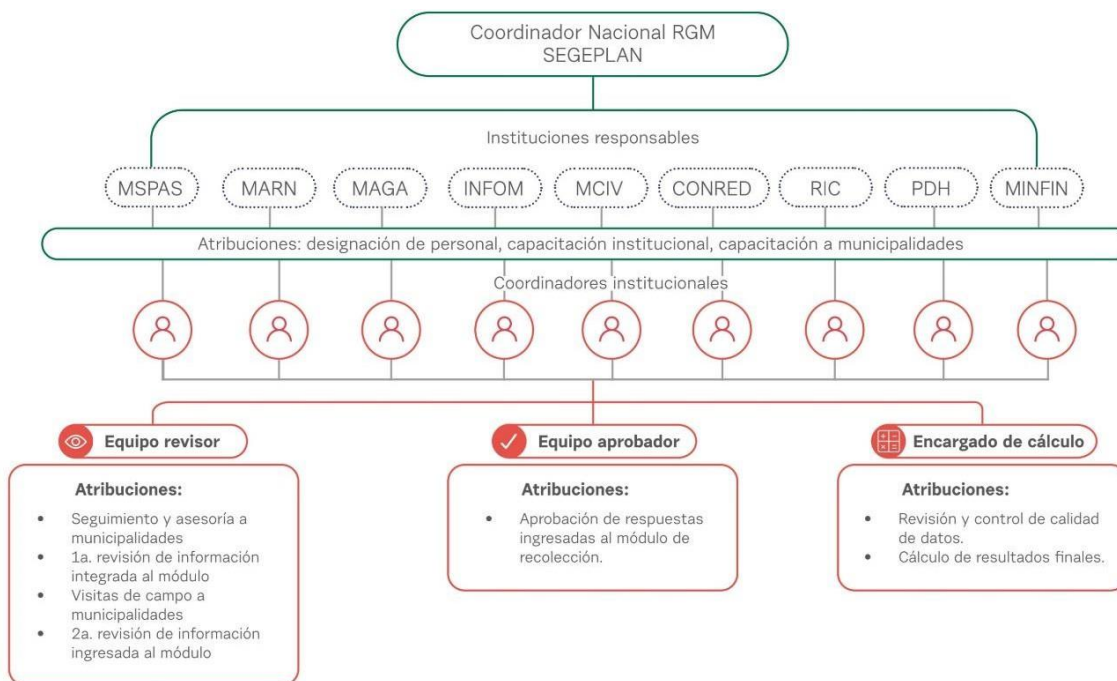 Coordinador Nacional RGM
SEGEPLAN
Instituciones responsables
MSPAS
MARN
MAGA
INFOM
MCIV
CONRED
RIC
PDH
MINFIN
Atribuciones: designación de personal, capacitación institucional, capacitación a municipalidades
Coordinadores institucionales
Equipo revisor
Atribuciones:
• Seguimiento y asesoría a
municipalidades
• 1a. revisión de información
integrada al módulo
• Visitas de campo a
municipalidades
• 2a. revisión de información
ingresada al módulo
Equipo aprobador
Atribuciones:
• Aprobación de respuestas
ingresadas al módulo de
recolección.
Encargado de cálculo
Atribuciones:
• Revisión y control de calidad
de datos.
• Cálculo de resultados finales.